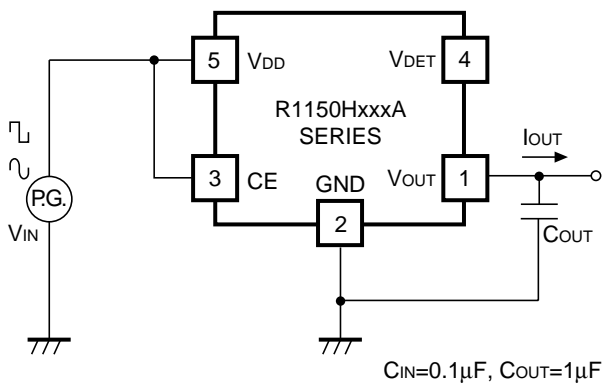 5 VDD
VDET 4
R1150HxxxA
SERIES
IOUT
3 CE
VOUT 1
GND
2
P.G.
VIN
COUT
CIN=0.1µF, COUT=1µF